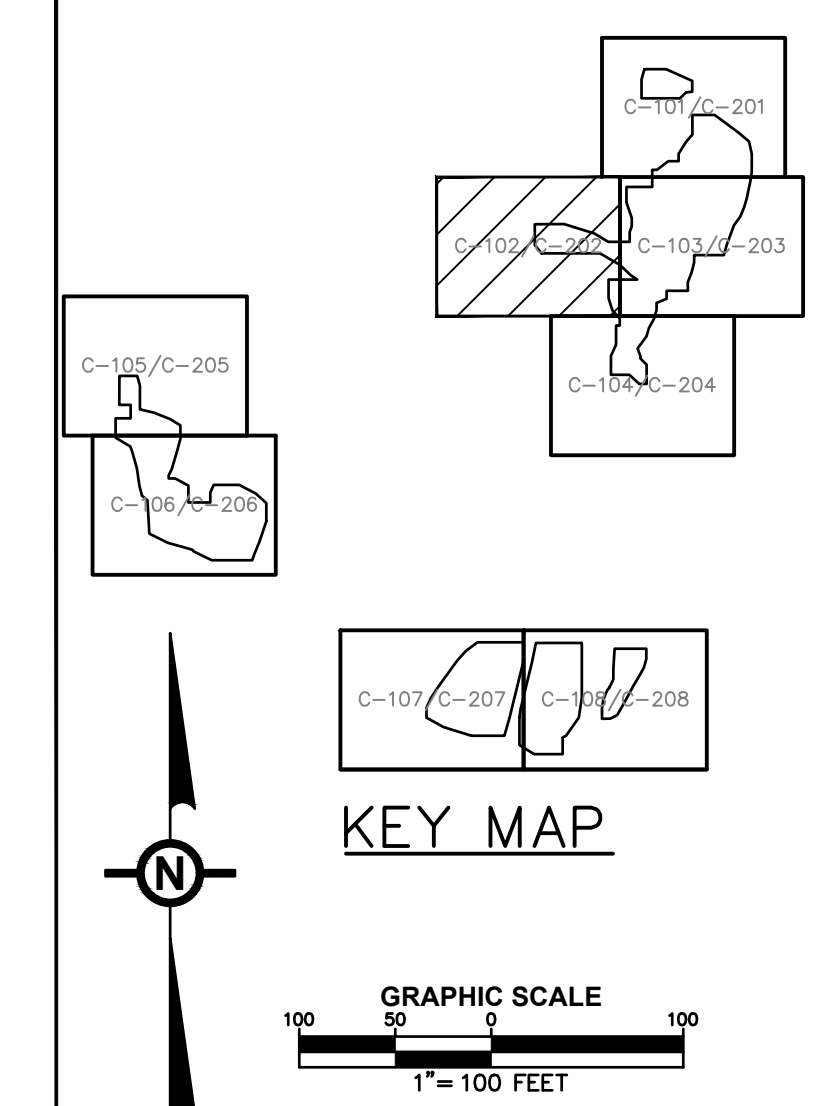 C-101/C-201
C-102/C-202
C-103/C-203
C-105/C-205
C-104/C-204
C-106/C-206
C-107/C-207
C-108/C-208
KEY MAP
N
GRAPHIC SCALE
100 50 0 100
1"= 100 FEET